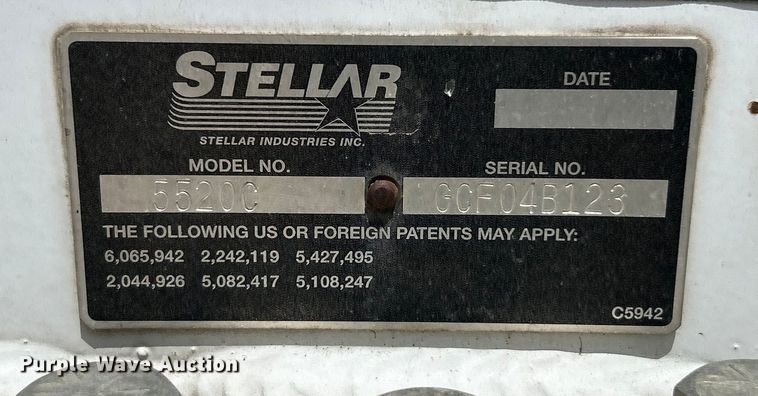 STELLAR
STELLAR INDUSTRIES INC.
DATE
MODEL NO.
SERIAL NO.
5520C
GCF04B123
THE FOLLOWING US OR FOREIGN PATENTS MAY APPLY:
6,065,942 2,242,119 5,427,495
2,044,926 5,082,417 5,108,247
C5942
Purple Wave Auction